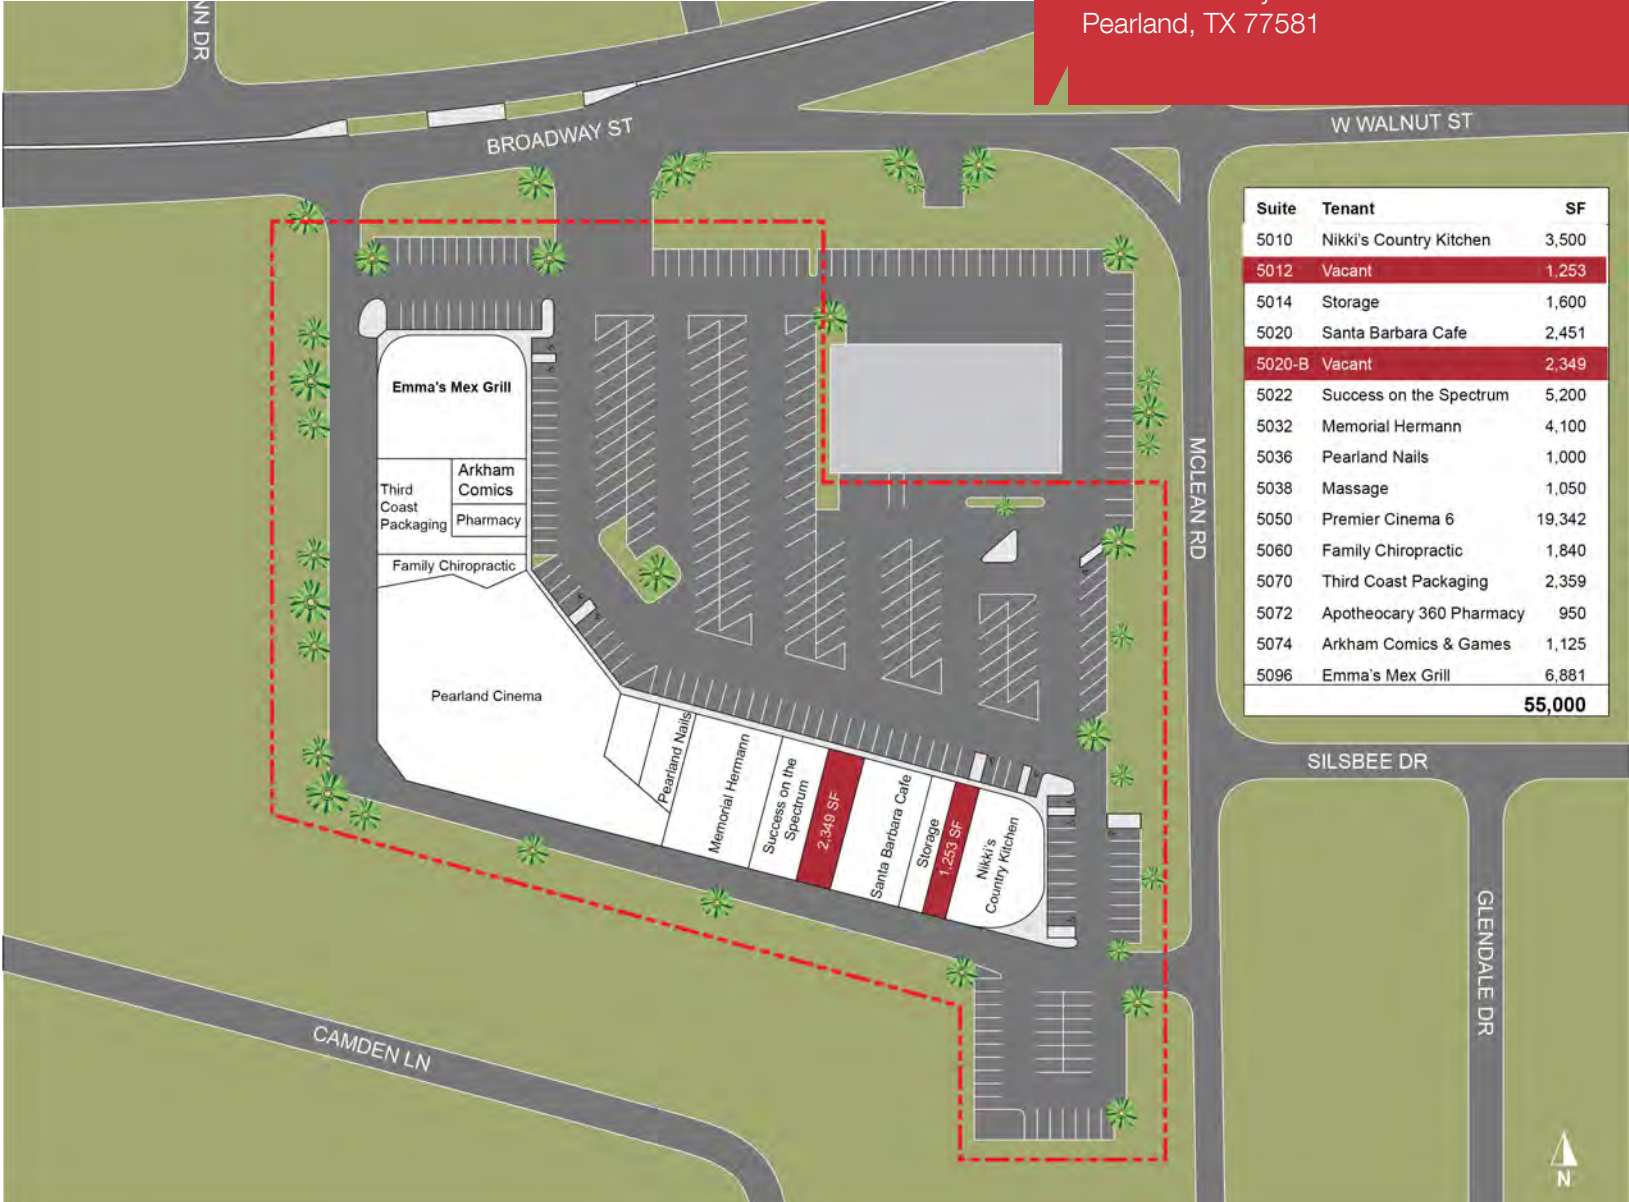 Pearland, TX 77581
NN DR
BROADWAY ST
W WALNUT ST
Suite Tenant SF
5010 Nikki's Country Kitchen 3,500
5012 Vacant 1,253
5014 Storage 1,600
5020 Santa Barbara Cafe 2,451
5020-B Vacant 2,349
5022 Success on the Spectrum 5,200
5032 Memorial Hermann 4,100
5036 Pearland Nails 1,000
5038 Massage 1,050
5050 Premier Cinema 6 19,342
5060 Family Chiropractic 1,840
5070 Third Coast Packaging 2,359
5072 Apotheocary 360 Pharmacy 950
5074 Arkham Comics & Games 1,125
5096 Emma's Mex Grill 6,881
55,000
Emma's Mex Grill
Arkham
Comics
Third
Coast
Packaging
Pharmacy
Family Chiropractic
Pearland Cinema
Pearland Nails
Memorial Hermann
Success on the
Spectrum
2,349 SF
Santa Barbara Cafe
Storage
1,253 SF
Nikki's
Country Kitchen
MCLEAN RD
SILSBEE DR
GLENDALE DR
CAMDEN LN
N